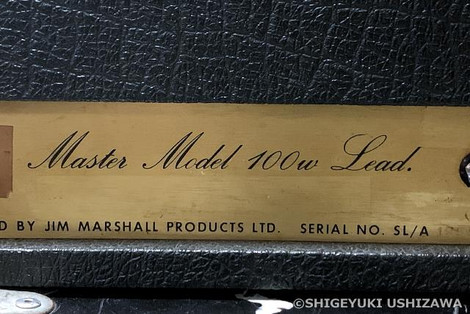 Master Model 100w Lead.
D BY JIM MARSHALL PRODUCTS LTD. SERIAL NO. SL/A
©SHIGEYUKI USHIZAWA